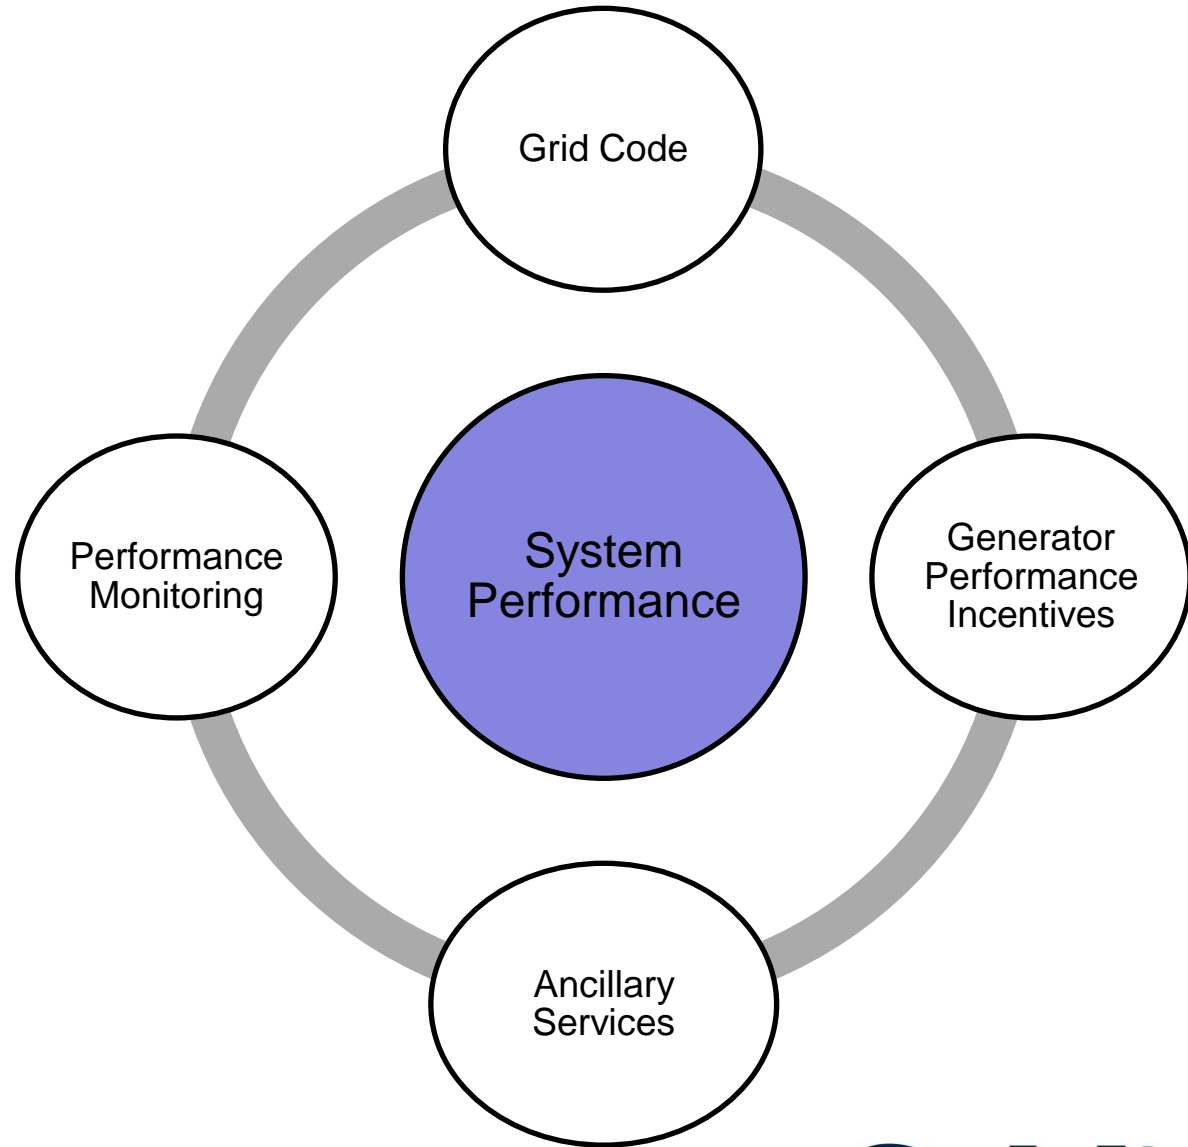 Grid Code
Performance
Monitoring
System
Performance
Generator
Performance
Incentives
Ancillary
Services